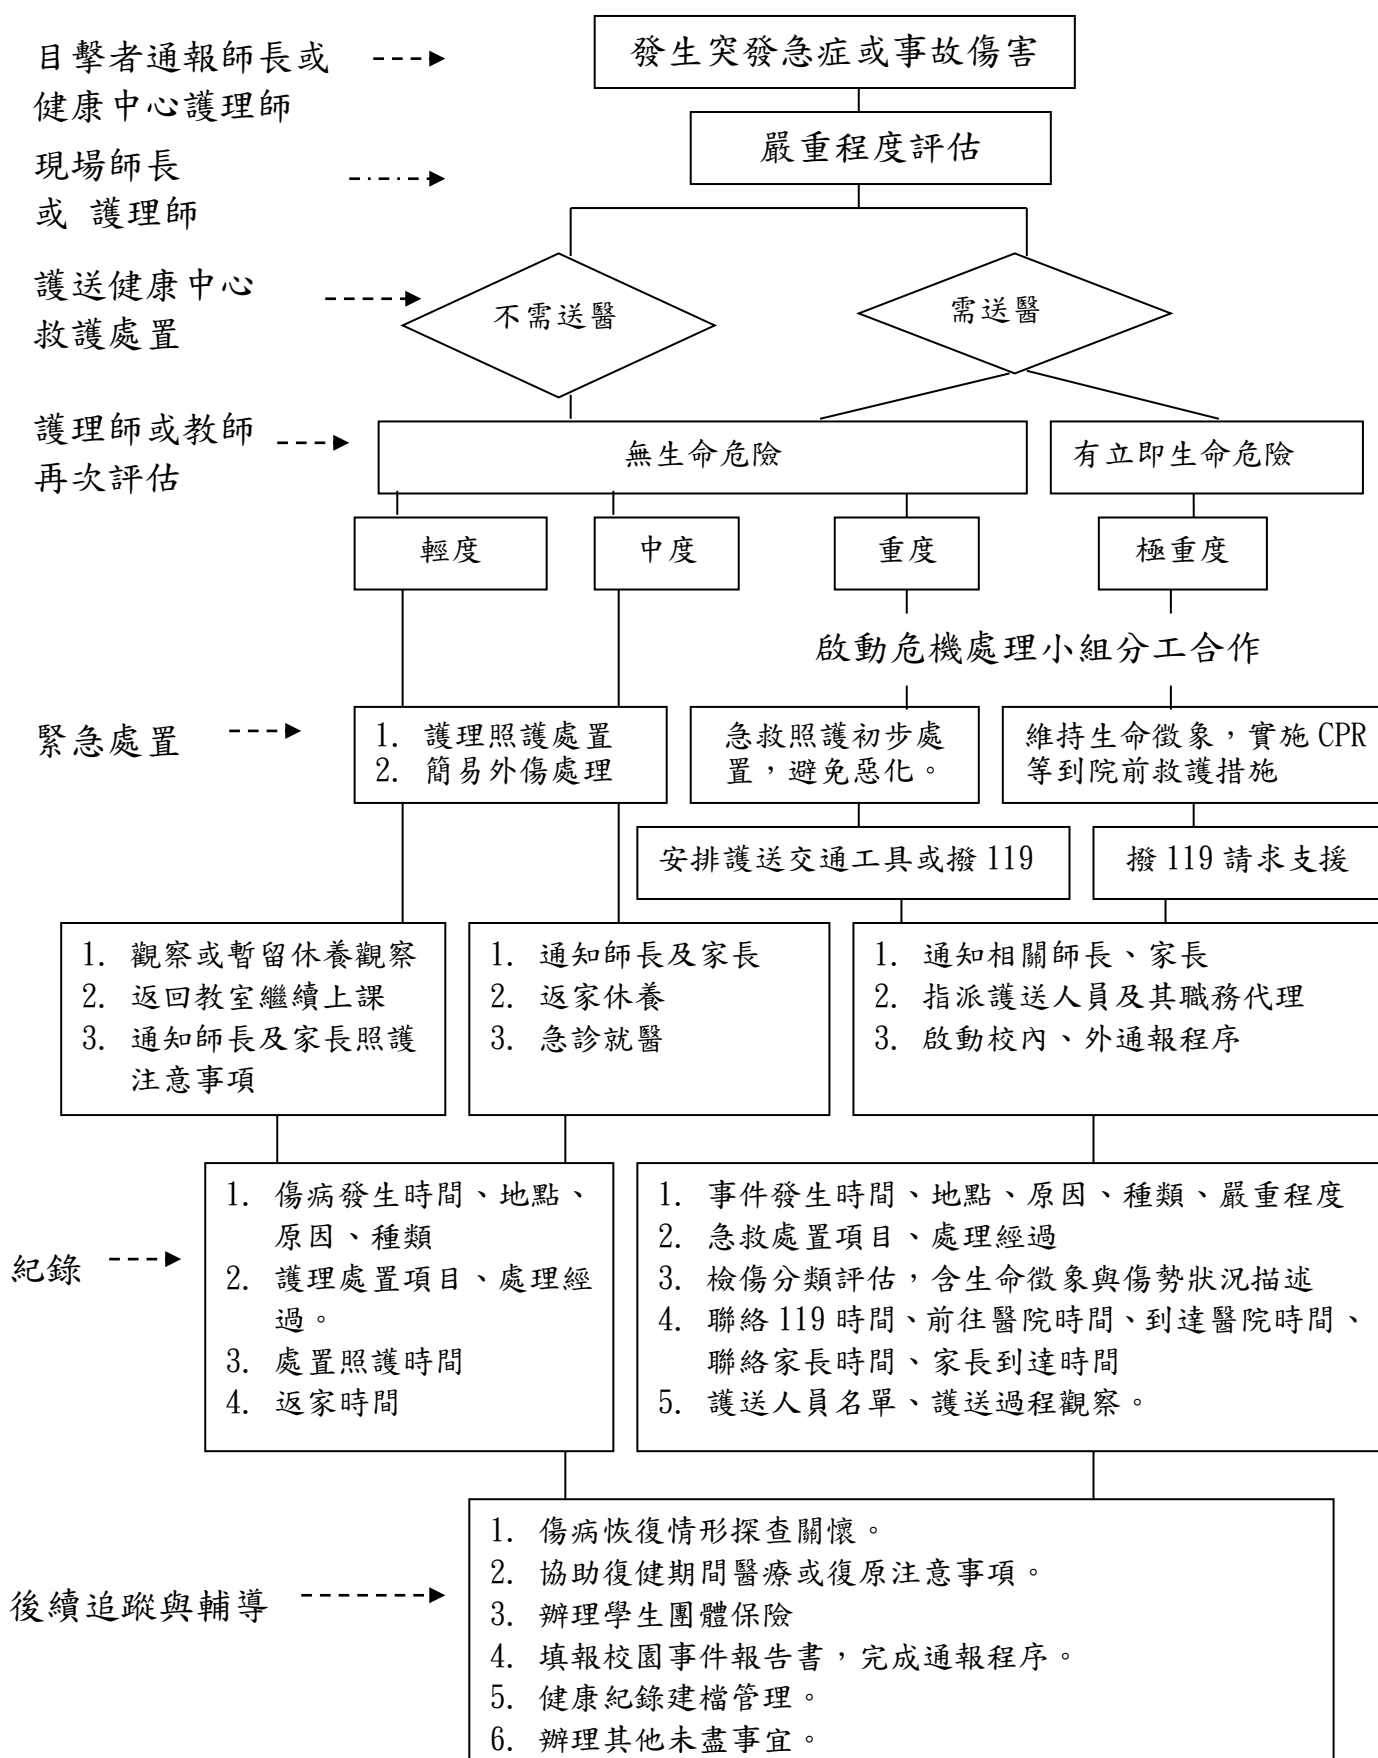 目擊者通報師長或
健康中心護理師
發生突發急症或事故傷害
現場師長
或 護理師
嚴重程度評估
護送健康中心
救護處置
不需送醫
需送醫
護理師或教師
再次評估
無生命危險
有立即生命危險
輕度
中度
重度
極重度
啟動危機處理小組分工合作
緊急處置
1. 護理照護處置
2. 簡易外傷處理
急救照護初步處
置，避免惡化。
維持生命徵象，實施 CPR
等到院前救護措施
安排護送交通工具或撥 119
撥 119 請求支援
1. 觀察或暫留休養觀察
2. 返回教室繼續上課
3. 通知師長及家長照護
注意事項
1. 通知師長及家長
2. 返家休養
3. 急診就醫
1. 通知相關師長、家長
2. 指派護送人員及其職務代理
3. 啟動校內、外通報程序
紀錄
1. 傷病發生時間、地點、
原因、種類
2. 護理處置項目、處理經
過。
3. 處置照護時間
4. 返家時間
1. 事件發生時間、地點、原因、種類、嚴重程度
2. 急救處置項目、處理經過
3. 檢傷分類評估，含生命徵象與傷勢狀況描述
4. 聯絡 119 時間、前往醫院時間、到達醫院時間、
聯絡家長時間、家長到達時間
5. 護送人員名單、護送過程觀察。
後續追蹤與輔導
1. 傷病恢復情形探查關懷。
2. 協助復健期間醫療或復原注意事項。
3. 辦理學生團體保險
4. 填報校園事件報告書，完成通報程序。
5. 健康紀錄建檔管理。
6. 辦理其他未盡事宜。